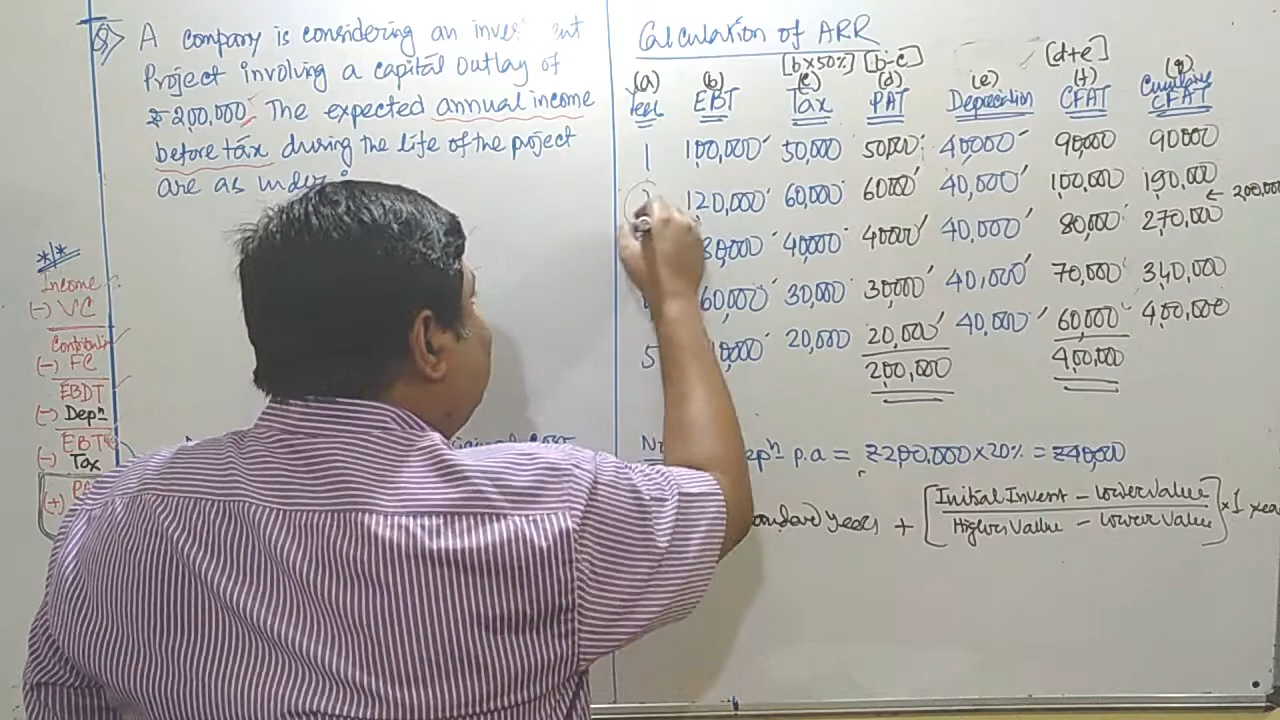 Q> A company is considering an
Project involving a capital outlay of
₹200,000. The expected annual income
before tax during the life of the project
are as under:
*/*
Income
(-) VC
(-) FC
EBDT
(-) Depⁿ
EBT
(-) Tax
(+)
Calculation of ARR
[b×50%] [b-c] [d+e]
(a) (b) (c) (d) (e) (f) (g)
Year EBT Tax PAT Depreciation CFAT Cumulative CFAT
1 100,000 50,000 50,000 40,000 90,000 90000
120,000 60,000 60,000 40,000 100,000 190,000
40,000 40,000 40,000 80,000 270,000 ← 200,000
60,000 30,000 30,000 40,000 70,000 340,000
5 20,000 20,000 40,000 60,000 400,000
200,000 400,000
p.a = ₹200,000×20% = ₹40,000
years + [Initial Invent - lower value / Higher Value - lower Value] × 1 year